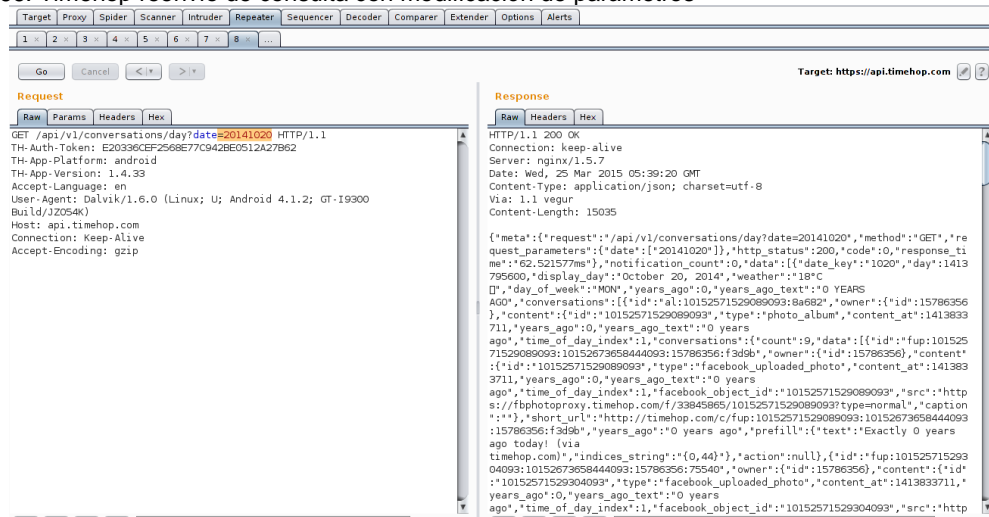 Timehop reenvío de consulta con modificación de parámetros
Target Proxy Spider Scanner Intruder Repeater Sequencer Decoder Comparer Extender Options Alerts
1 × 2 × 3 × 4 × 5 × 6 × 7 × 8 × ...
Go Cancel < > Target: https://api.timehop.com ?
Request
Raw Params Headers Hex
GET /api/v1/conversations/day?date=20141020 HTTP/1.1
TH-Auth-Token: E20336CEF2568E77C942BE0512A27B62
TH-App-Platform: android
TH-App-Version: 1.4.33
Accept-Language: en
User-Agent: Dalvik/1.6.0 (Linux; U; Android 4.1.2; GT-I9300
Build/JZO54K)
Host: api.timehop.com
Connection: Keep-Alive
Accept-Encoding: gzip
Response
Raw Headers Hex
HTTP/1.1 200 OK
Connection: keep-alive
Server: nginx/1.5.7
Date: Wed, 25 Mar 2015 05:39:20 GMT
Content-Type: application/json; charset=utf-8
Via: 1.1 vegur
Content-Length: 15035
{"meta":{"request":"/api/v1/conversations/day?date=20141020","method":"GET","re
quest_parameters":{"date":["20141020"]},"http_status":200,"code":0,"response_ti
me":"62.521577ms"},"notification_count":0,"data":[{"date_key":"1020","day":1413
795600,"display_day":"October 20, 2014","weather":"18°C
","day_of_week":"MON","years_ago":0,"years_ago_text":"0 YEARS
AGO","conversations":[{"id":"al:10152571529089093:8a682","owner":{"id":15786356
},"content":{"id":"10152571529089093","type":"photo_album","content_at":1413833
711,"years_ago":0,"years_ago_text":"0 years
ago","time_of_day_index":1,"conversations":{"count":9,"data":[{"id":"fup:101525
71529089093:10152673658444093:15786356:f3d9b","owner":{"id":15786356},"content"
:{"id":"10152571529089093","type":"facebook_uploaded_photo","content_at":141383
3711,"years_ago":0,"years_ago_text":"0 years
ago","time_of_day_index":1,"facebook_object_id":"10152571529089093","src":"http
s://fbphotoproxy.timehop.com/f/33845865/10152571529089093?type=normal","caption
":""},"short_url":"http://timehop.com/c/fup:10152571529089093:10152673658444093
:15786356:f3d9b","years_ago":"0 years ago","prefill":{"text":"Exactly 0 years
ago today! (via
timehop.com)","indices_string":"{0,44}"},"action":null},{"id":"fup:101525715293
04093:10152673658444093:15786356:75540","owner":{"id":15786356},"content":{"id"
:"10152571529304093","type":"facebook_uploaded_photo","content_at":1413833711,"
years_ago":0,"years_ago_text":"0 years
ago","time_of_day_index":1,"facebook_object_id":"10152571529304093","src":"http